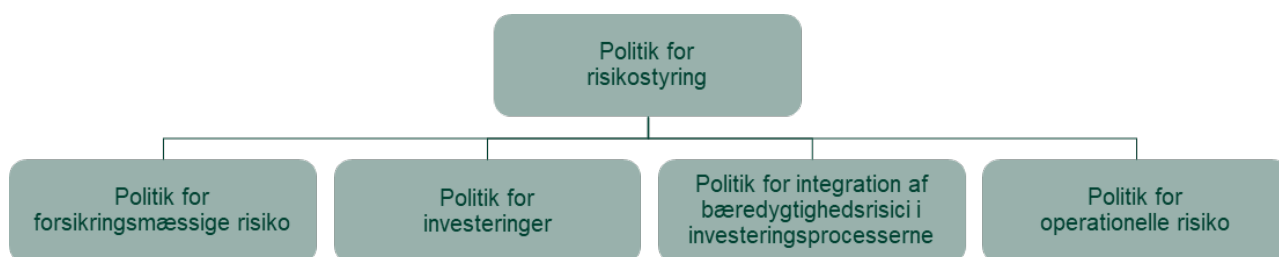 Politik for
risikostyring
Politik for
forsikringsmæssige risiko
Politik for
investeringer
Politik for integration af
bæredygtighedsrisici i
investeringsprocesserne
Politik for
operationelle risiko